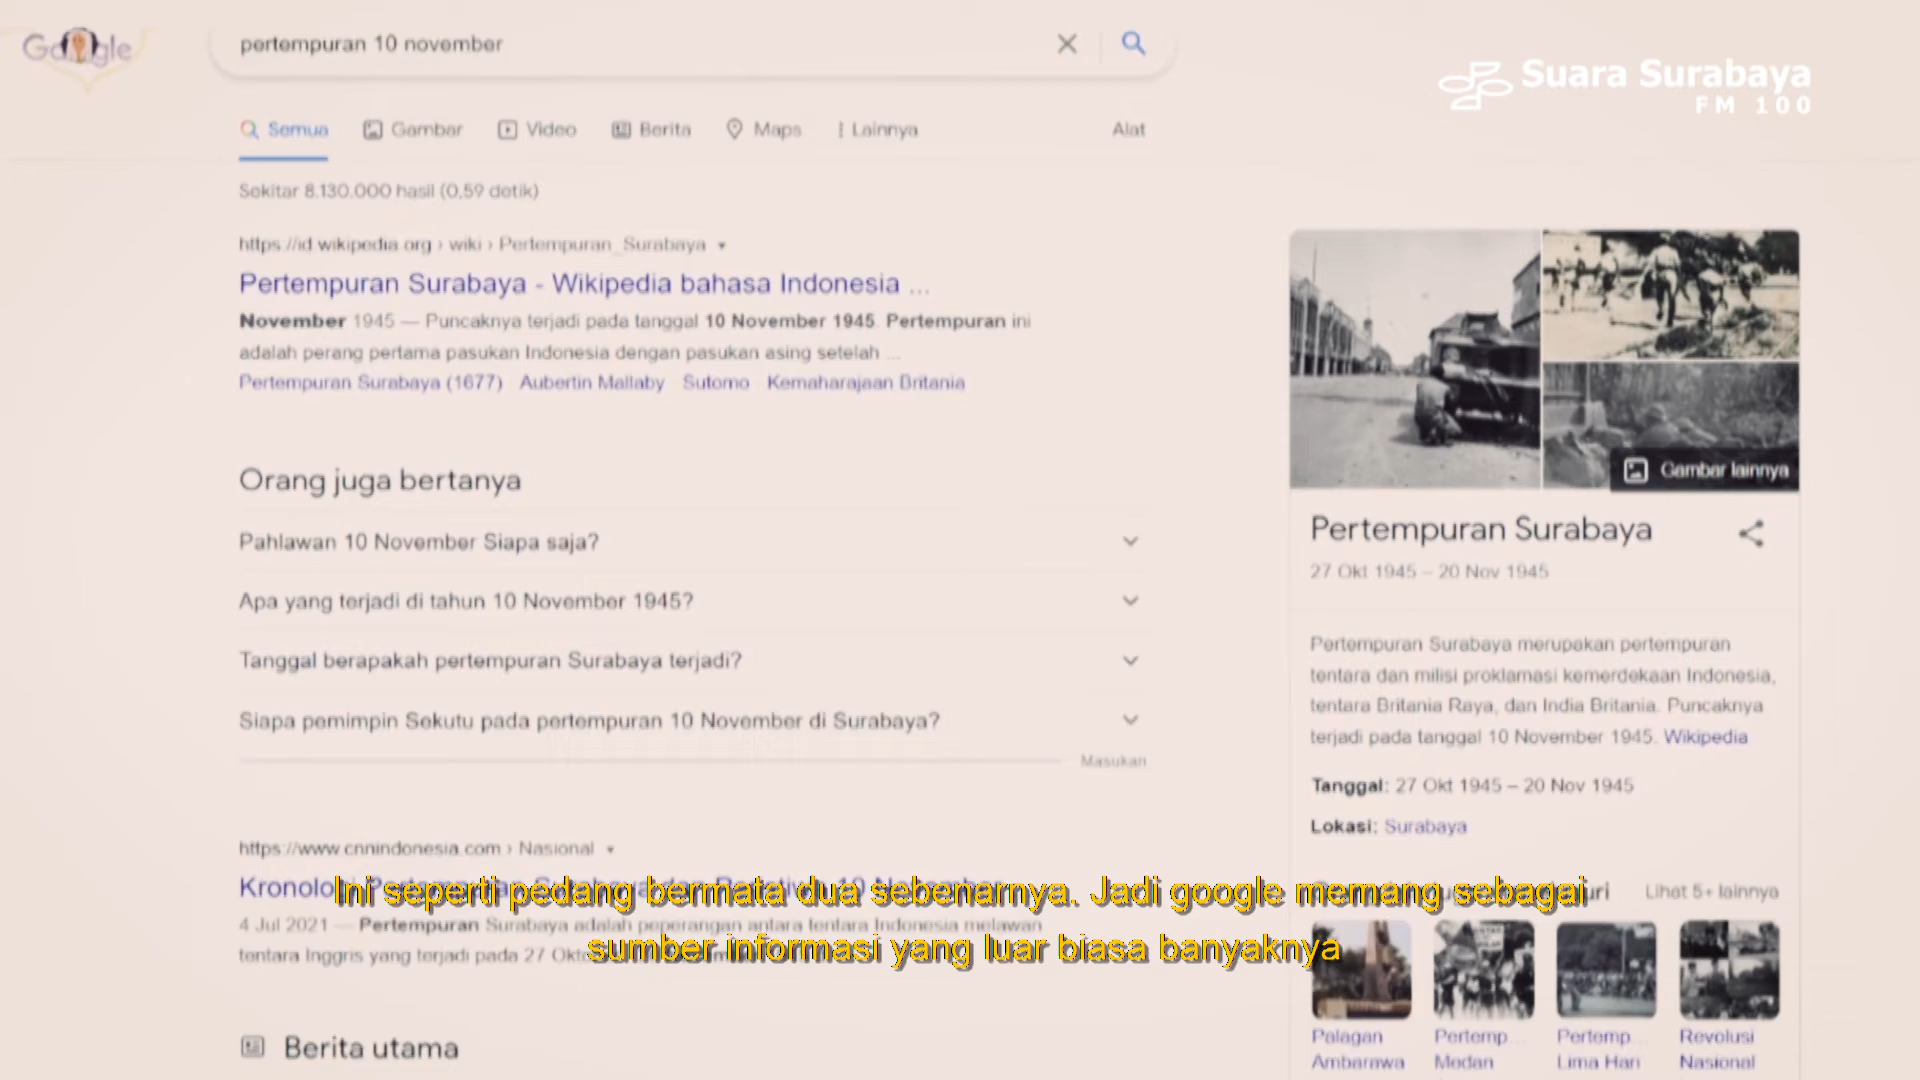 Google
pertempuran 10 november
Suara Surabaya
FM 100
Semua Gambar Video Berita Maps Lainnya Alat
Sekitar 8.130.000 hasil (0,59 detik)
https://id.wikipedia.org › wiki › Pertempuran_Surabaya
Pertempuran Surabaya - Wikipedia bahasa Indonesia ...
November 1945 — Puncaknya terjadi pada tanggal 10 November 1945. Pertempuran ini
adalah perang pertama pasukan Indonesia dengan pasukan asing setelah ...
Pertempuran Surabaya (1677) Aubertin Mallaby Sutomo Kemaharajaan Britania
Orang juga bertanya
Pahlawan 10 November Siapa saja?
Apa yang terjadi di tahun 10 November 1945?
Tanggal berapakah pertempuran Surabaya terjadi?
Siapa pemimpin Sekutu pada pertempuran 10 November di Surabaya?
Masukan
https://www.cnnindonesia.com › Nasional
4 Jul 2021 — Pertempuran Surabaya adalah peperangan antara tentara Indonesia melawan
tentara Inggris yang terjadi pada 27
Berita utama
Gambar lainnya
Pertempuran Surabaya
27 Okt 1945 – 20 Nov 1945
Pertempuran Surabaya merupakan pertempuran
tentara dan milisi proklamasi kemerdekaan Indonesia,
tentara Britania Raya, dan India Britania. Puncaknya
terjadi pada tanggal 10 November 1945. Wikipedia
Tanggal: 27 Okt 1945 – 20 Nov 1945
Lokasi: Surabaya
Lihat 5+ lainnya
Palagan
Ambarawa
Pertemp...
Medan
Pertemp...
Lima Hari
Revolusi
Nasional
Ini seperti pedang bermata dua sebenarnya. Jadi google memang sebagai
sumber informasi yang luar biasa banyaknya